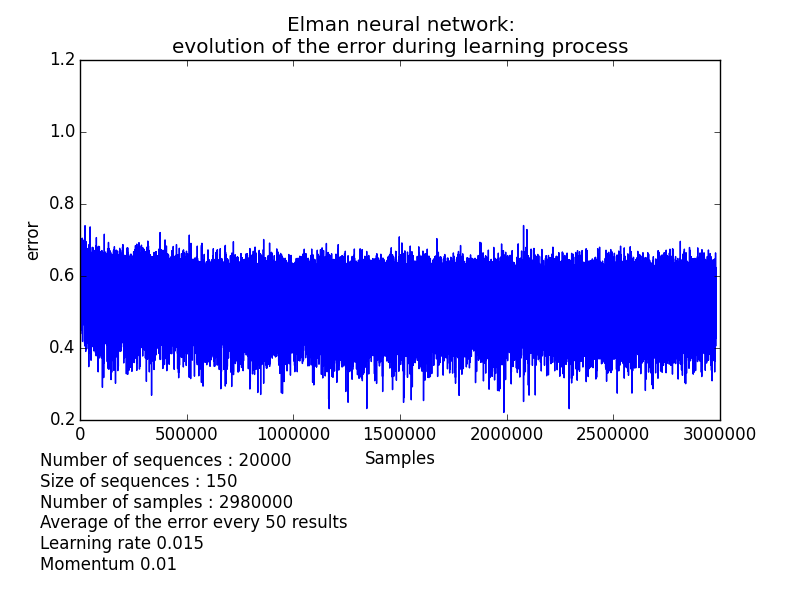 Elman neural network:
evolution of the error during learning process
1.2
1.0
0.8
0.6
0.4
0.2
error
0 500000 1000000 1500000 2000000 2500000 3000000
Samples
Number of sequences : 20000
Size of sequences : 150
Number of samples : 2980000
Average of the error every 50 results
Learning rate 0.015
Momentum 0.01